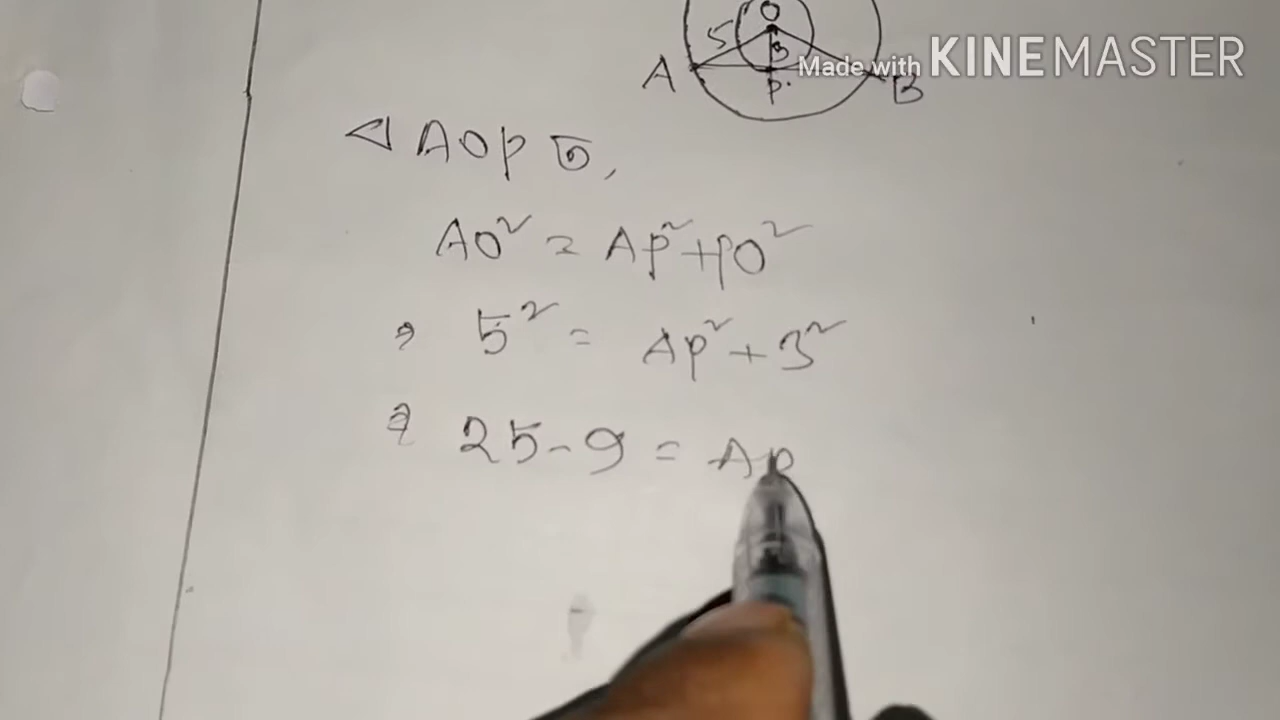 O
5
3
A
P.
B
Made with KINEMASTER
◁ AOP ত,
AO² = AP² + PO²
⇒ 5² = AP² + 3²
⇒ 25 - 9 = AP